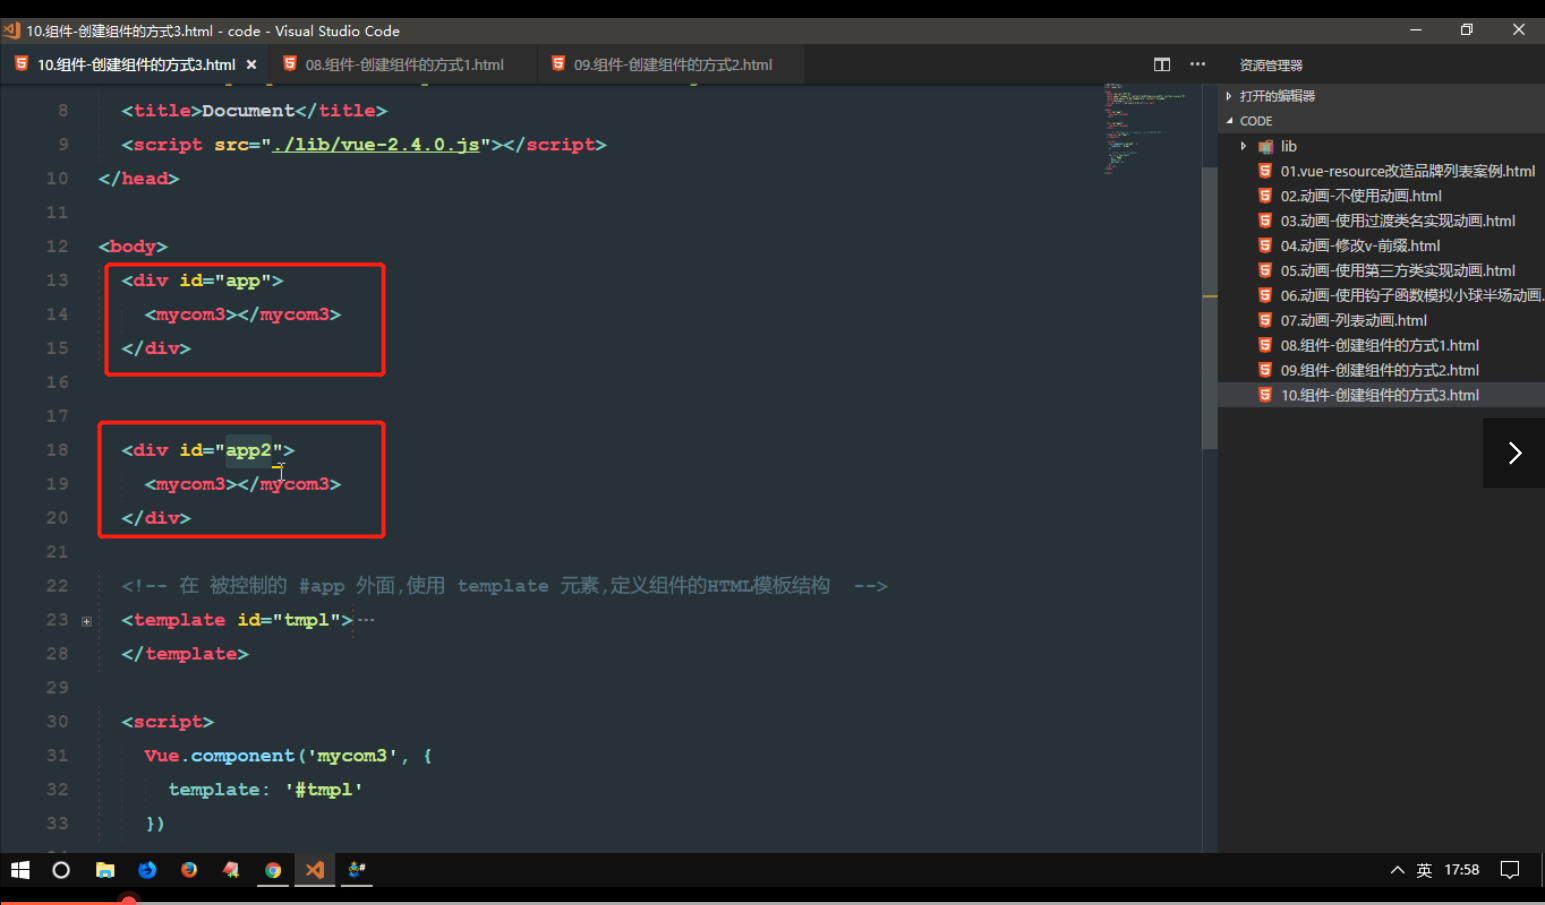 10.组件-创建组件的方式3.html - code - Visual Studio Code
10.组件-创建组件的方式3.html
08.组件-创建组件的方式1.html
09.组件-创建组件的方式2.html
8 <title>Document</title>
9 <script src="./lib/vue-2.4.0.js"></script>
10 </head>
11
12 <body>
13 <div id="app">
14 <mycom3></mycom3>
15 </div>
16
17
18 <div id="app2">
19 <mycom3></mycom3>
20 </div>
21
22 <!-- 在 被控制的 #app 外面,使用 template 元素,定义组件的HTML模板结构 -->
23 <template id="tmpl">···
28 </template>
29
30 <script>
31 Vue.component('mycom3', {
32 template: '#tmpl'
33 })
资源管理器
打开的编辑器
CODE
lib
01.vue-resource改造品牌列表案例.html
02.动画-不使用动画.html
03.动画-使用过渡类名实现动画.html
04.动画-修改v-前缀.html
05.动画-使用第三方类实现动画.html
06.动画-使用钩子函数模拟小球半场动画.
07.动画-列表动画.html
08.组件-创建组件的方式1.html
09.组件-创建组件的方式2.html
10.组件-创建组件的方式3.html
英 17:58